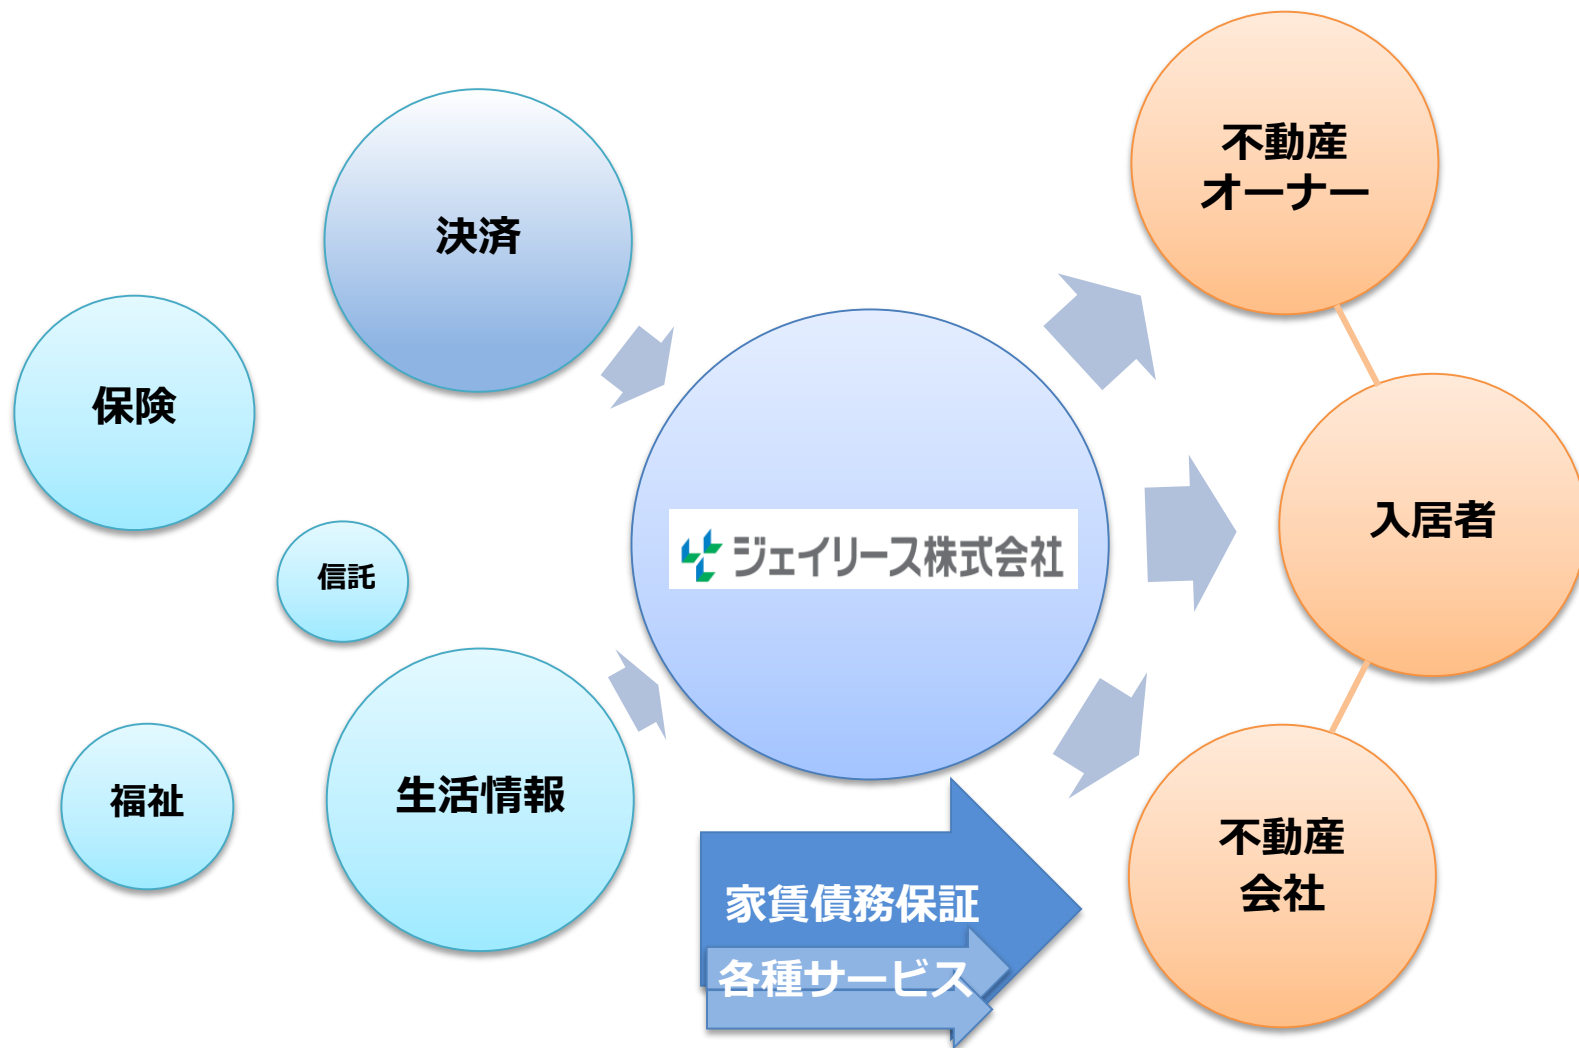 決済
保険
信託
福祉
生活情報
ジェイリース株式会社
家賃債務保証
各種サービス
不動産
オーナー
入居者
不動産
会社